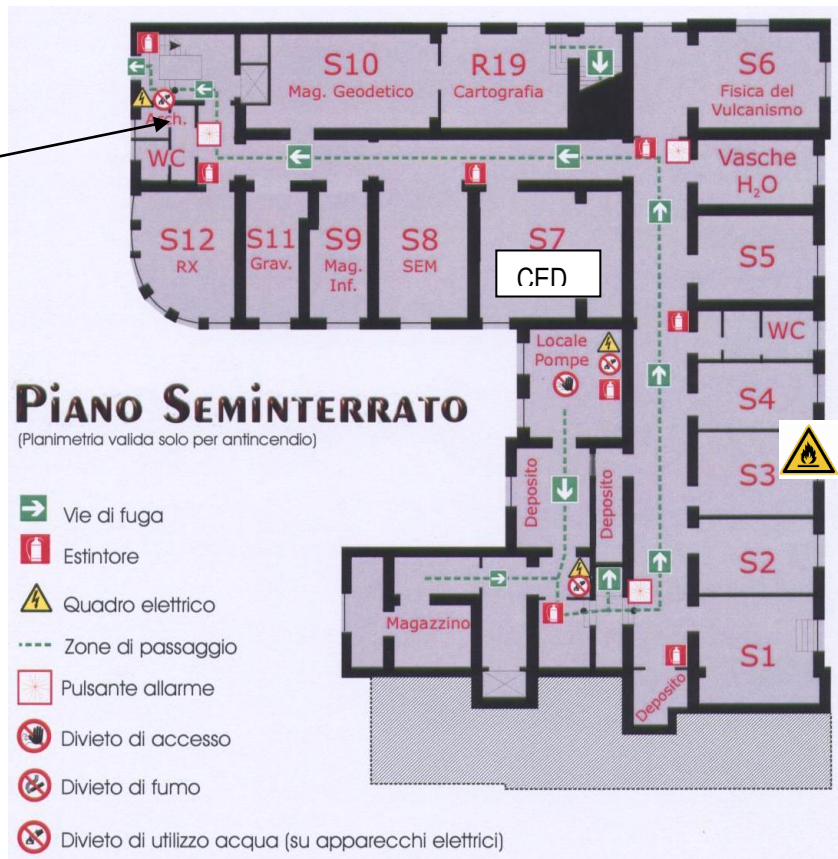 S10
Mag. Geodetico
R19
Cartografia
S6
Fisica del
Vulcanismo
Arch.
WC
Vasche
H₂O
S12
RX
S11
Grav.
S9
Mag.
Inf.
S8
SEM
S7
CED
S5
WC
Locale
Pompe
S4
PIANO SEMINTERRATO
(Planimetria valida solo per antincendio)
S3
Deposito
Deposito
Vie di fuga
Estintore
S2
Quadro elettrico
Magazzino
Zone di passaggio
S1
Pulsante allarme
Deposito
Divieto di accesso
Divieto di fumo
Divieto di utilizzo acqua (su apparecchi elettrici)